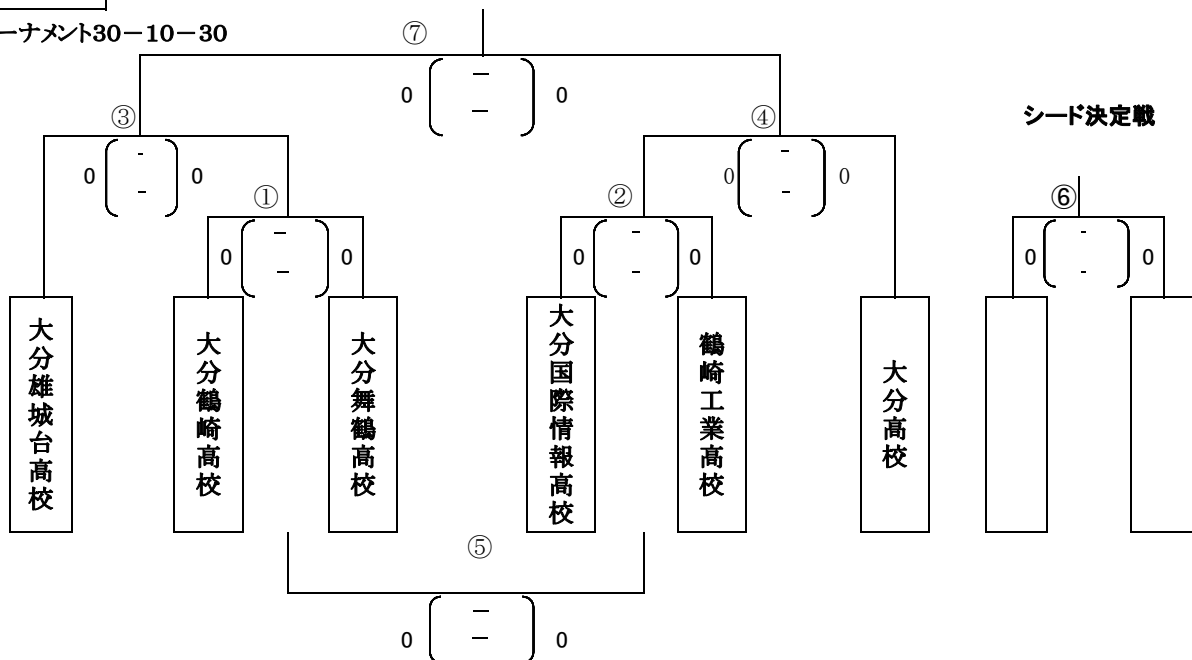 ーナメント30－10－30
⑦
0 － 0
－
シード決定戦
③
④
0 - 0
-
0 - 0
-
①
②
⑥
0 － 0
－
0 - 0
-
0 - 0
-
大分雄城台高校
大分鶴崎高校
大分舞鶴高校
大分国際情報高校
鶴崎工業高校
大分高校
⑤
0 － 0
－